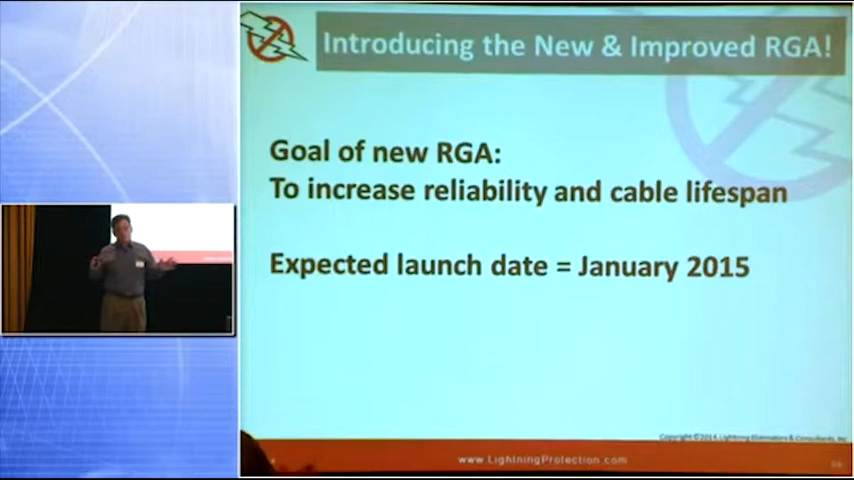 Introducing the New & Improved RGA!
Goal of new RGA:
To increase reliability and cable lifespan
Expected launch date = January 2015
Copyright ©2014, Lightning Eliminators & Consultants, Inc
www.LightningProtection.com